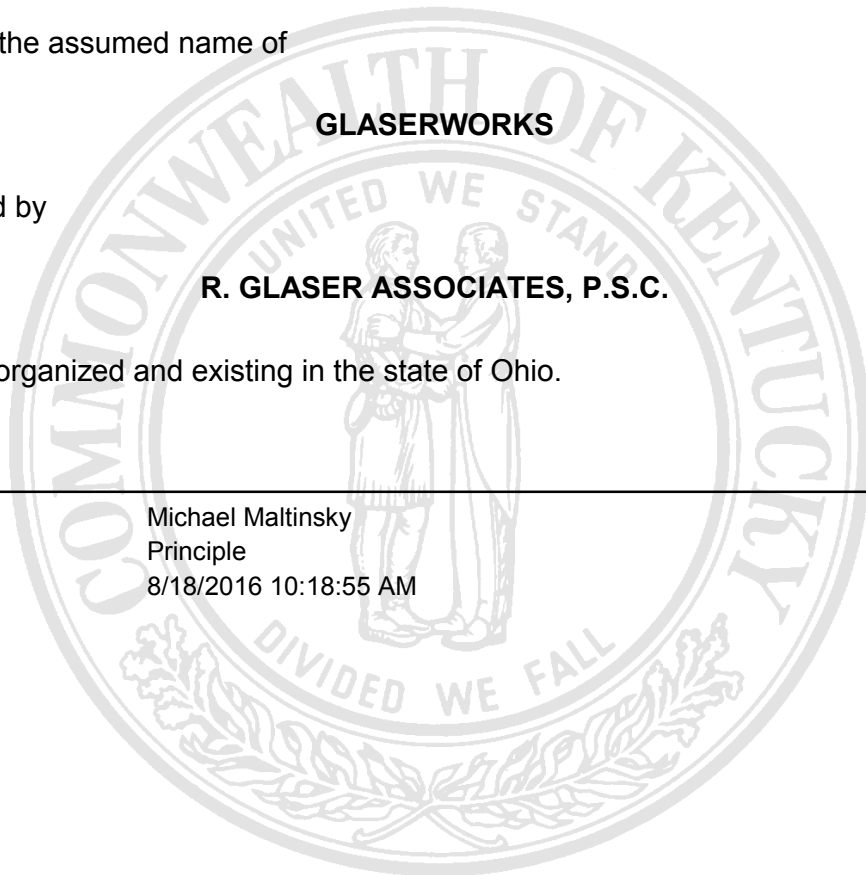 the assumed name of
GLASERWORKS
d by
R. GLASER ASSOCIATES, P.S.C.
organized and existing in the state of Ohio.
Michael Maltinsky
Principle
8/18/2016 10:18:55 AM
COMMONWEALTH OF KENTUCKY
UNITED WE STAND
DIVIDED WE FALL